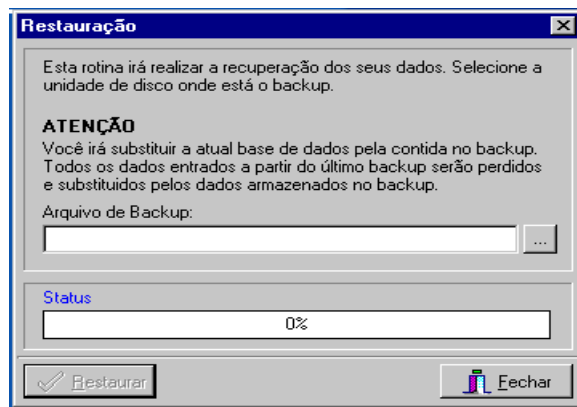 Restauração
Esta rotina irá realizar a recuperação dos seus dados. Selecione a
unidade de disco onde está o backup.
ATENÇÃO
Você irá substituir a atual base de dados pela contida no backup.
Todos os dados entrados a partir do último backup serão perdidos
e substituidos pelos dados armazenados no backup.
Arquivo de Backup:
...
Status
0%
Restaurar
Fechar